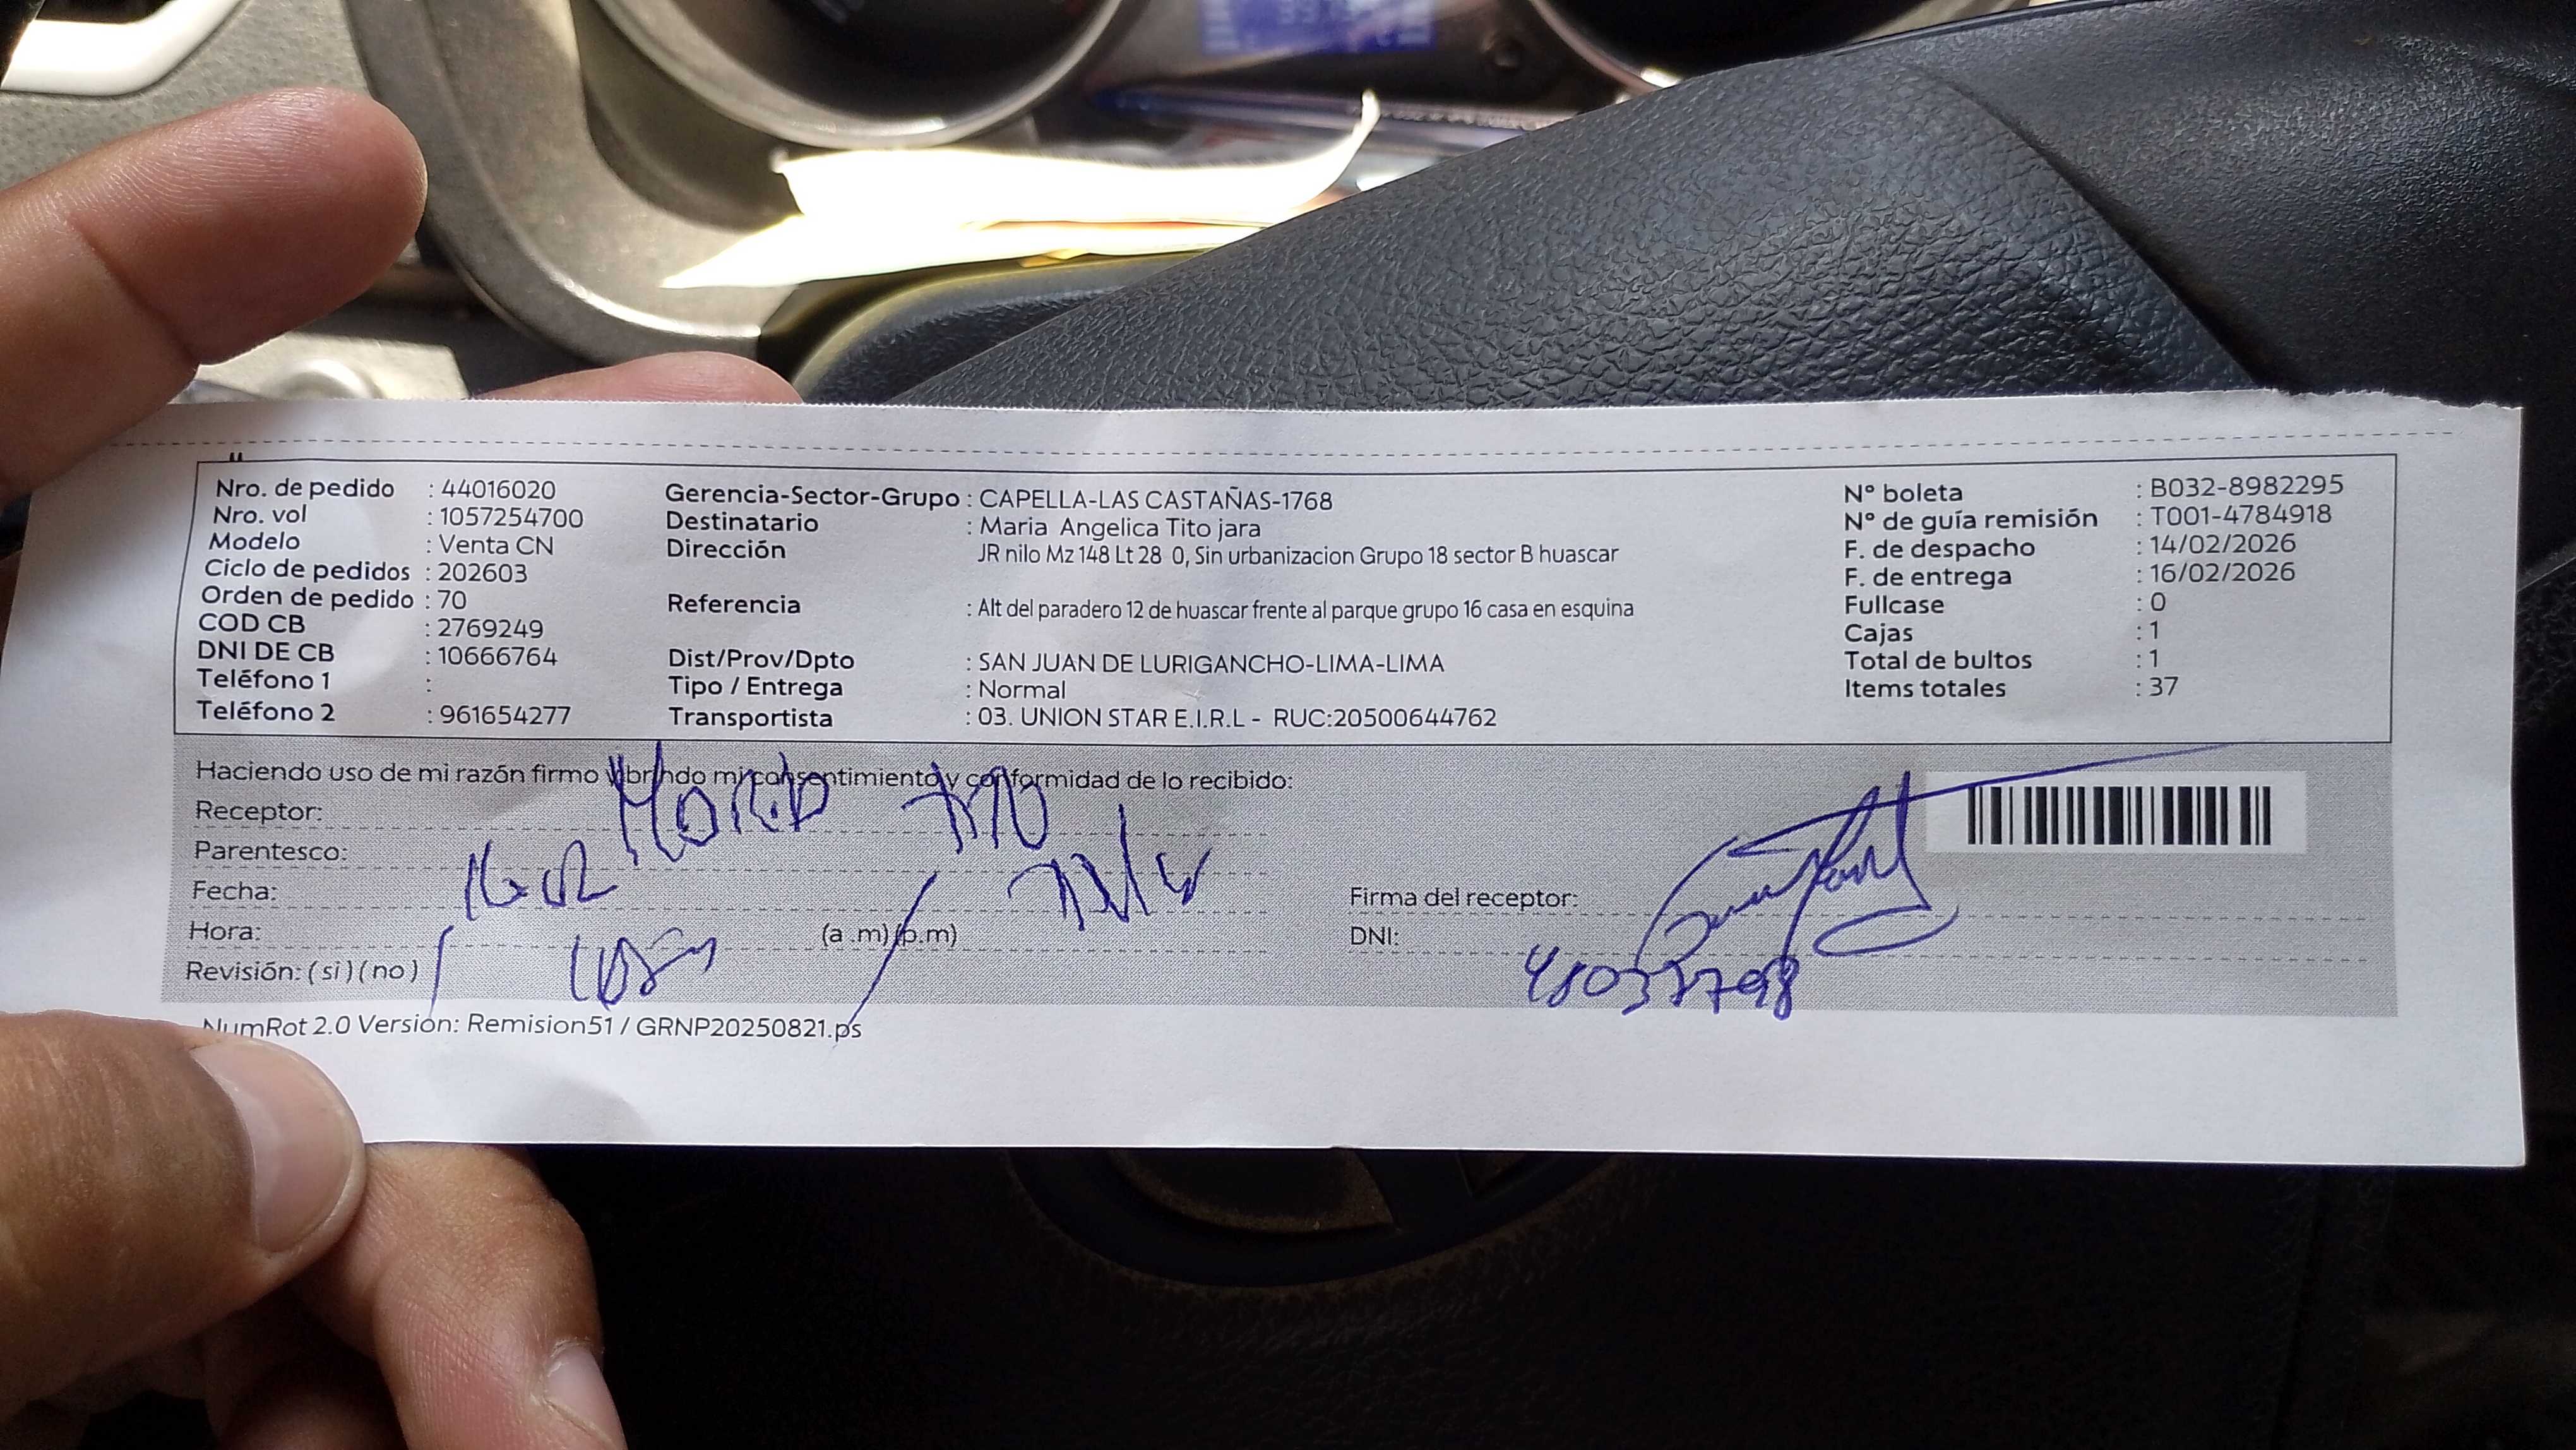 Nro. de pedido : 44016020
Nro. vol : 1057254700
Modelo : Venta CN
Ciclo de pedidos : 202603
Orden de pedido : 70
COD CB : 2769249
DNI DE CB : 10666764
Teléfono 1 :
Teléfono 2 : 961654277
Gerencia-Sector-Grupo : CAPELLA-LAS CASTAÑAS-1768
Destinatario : Maria Angelica Tito jara
Dirección JR nilo Mz 148 Lt 28 0, Sin urbanizacion Grupo 18 sector B huascar
Referencia : Alt del paradero 12 de huascar frente al parque grupo 16 casa en esquina
Dist/Prov/Dpto : SAN JUAN DE LURIGANCHO-LIMA-LIMA
Tipo / Entrega : Normal
Transportista : 03. UNION STAR E.I.R.L - RUC:20500644762
N° boleta : B032-8982295
N° de guía remisión : T001-4784918
F. de despacho : 14/02/2026
F. de entrega : 16/02/2026
Fullcase : 0
Cajas : 1
Total de bultos : 1
Items totales : 37
Haciendo uso de mi razón firmo y brindo mi consentimiento y conformidad de lo recibido:
Receptor:
Parentesco:
Fecha:
Hora: (a .m)(p.m)
Revisión: (si)(no)
Firma del receptor:
DNI:
NumRot 2.0 Version: Remision51 / GRNP20250821.ps